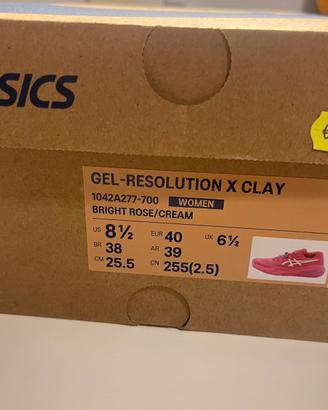 SICS
GEL-RESOLUTION X CLAY
1042A277-700 WOMEN
BRIGHT ROSE/CREAM
US 8½ EUR 40 UK 6½
BR 38 AR 39
CM 25.5 CN 255(2.5)